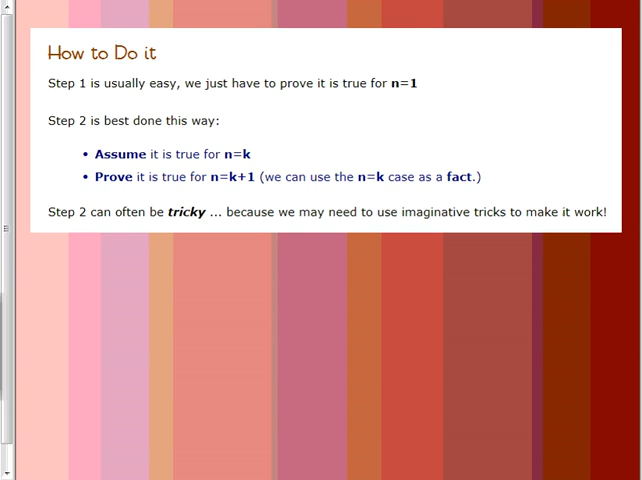 How to Do it
Step 1 is usually easy, we just have to prove it is true for n=1
Step 2 is best done this way:
• Assume it is true for n=k
• Prove it is true for n=k+1 (we can use the n=k case as a fact.)
Step 2 can often be tricky ... because we may need to use imaginative tricks to make it work!